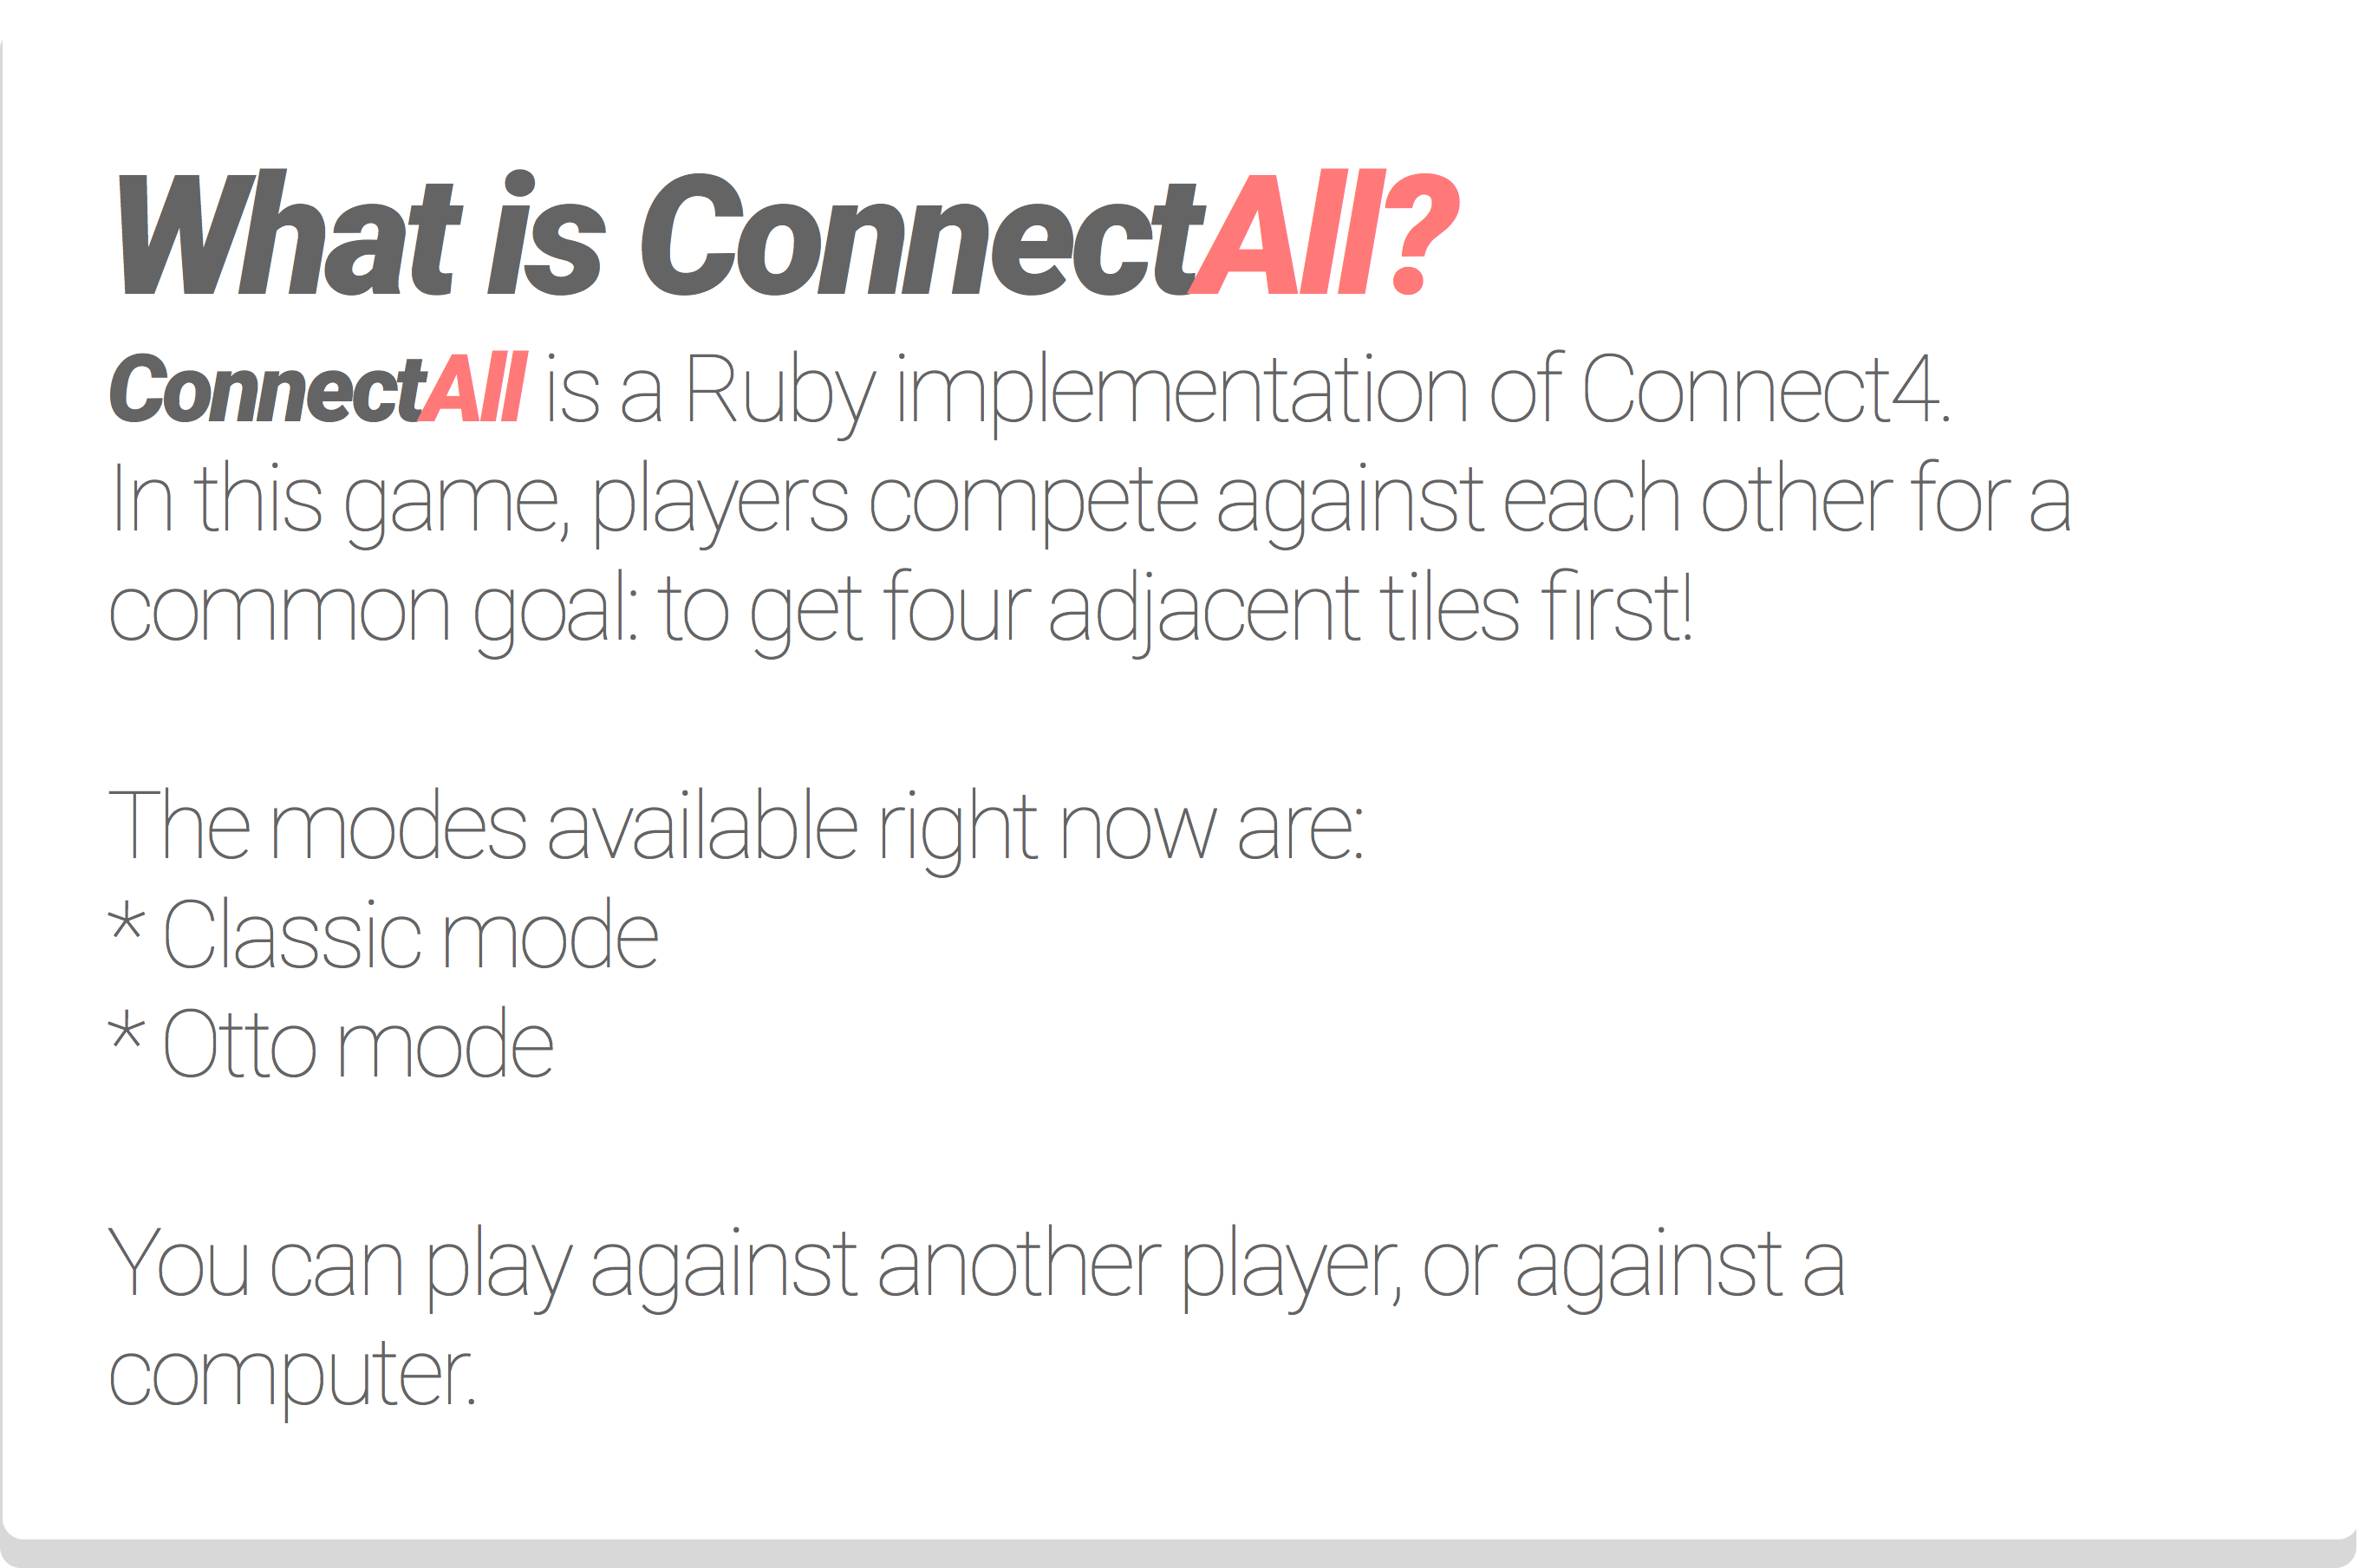 What is ConnectAll?
ConnectAll is a Ruby implementation of Connect4.
In this game, players compete against each other for a
common goal: to get four adjacent tiles first!
The modes available right now are:
* Classic mode
* Otto mode
You can play against another player, or against a
computer.